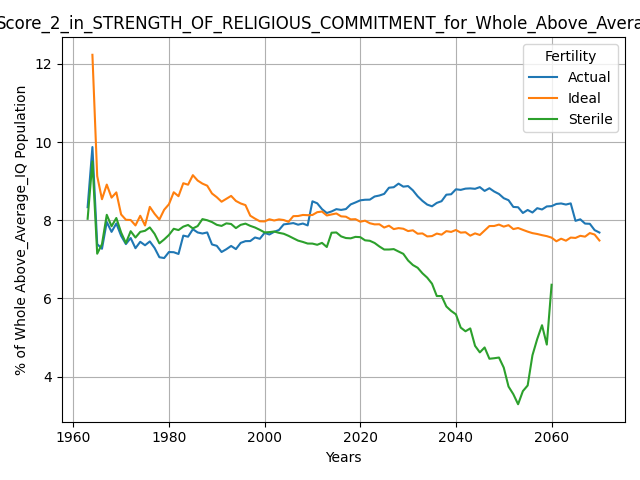 Score_2_in_STRENGTH_OF_RELIGIOUS_COMMITMENT_for_Whole_Above_Avera
Fertility
Actual
Ideal
Sterile
% of Whole Above_Average_IQ Population
12
10
8
6
4
1960 1980 2000 2020 2040 2060
Years